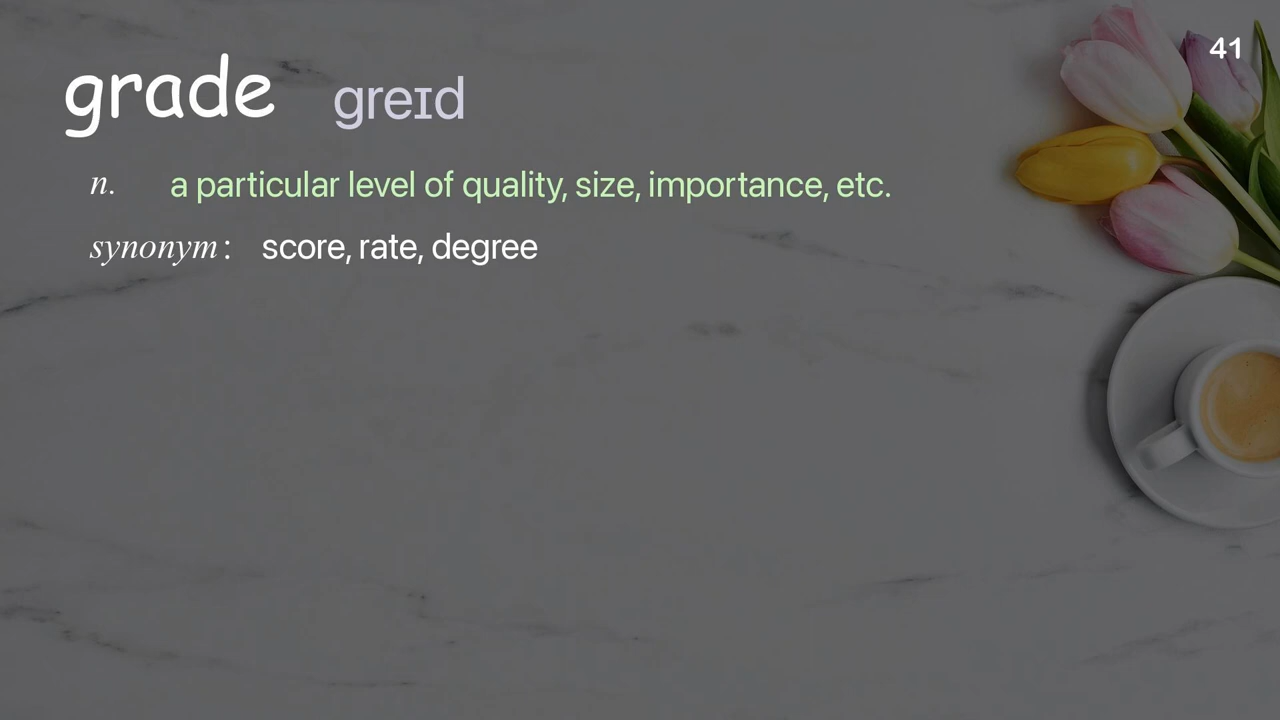 41
grade greɪd
n. a particular level of quality, size, importance, etc.
synonym: score, rate, degree